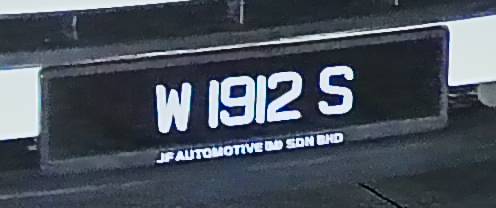 W 1912 S
JF AUTOMOTIVE (M) SDN BHD